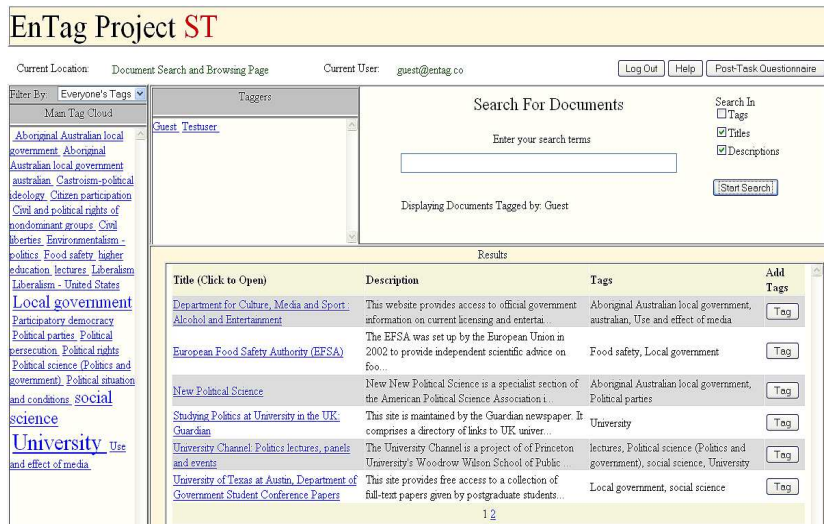 EnTag Project ST
Current Location: Document Search and Browsing Page Current User: guest@entag.co Log Out Help Post-Task Questionnaire
Filter By Everyone's Tags
Main Tag Cloud
Aboriginal Australian local
government Aboriginal
Australian local government
australian Castroism-political
ideology Citizen participation
Civil and political rights of
nondominant groups Civil
liberties Environmentalism -
politics Food safety higher
education lectures Liberalism
Liberalism - United States
Local government
Participatory democracy
Political parties Political
persecution Political rights
Political science (Politics and
government) Political situation
and conditions social
science
University Use
and effect of media
Taggers
Guest Testuser
Search For Documents
Enter your search terms
Displaying Documents Tagged by: Guest
Search In
Tags
Titles
Descriptions
Start Search
Results
Title (Click to Open) Description Tags Add
Tags
Department for Culture, Media and Sport :
Alcohol and Entertainment
This website provides access to official government
information on current licensing and entertai...
Aboriginal Australian local government,
australian, Use and effect of media
Tag
European Food Safety Authority (EFSA)
The EFSA was set up by the European Union in
2002 to provide independent scientific advice on
foo...
Food safety, Local government
Tag
New Political Science
New New Political Science is a specialist section of
the American Political Science Association i...
Aboriginal Australian local government,
Political parties
Tag
Studying Politics at University in the UK:
Guardian
This site is maintained by the Guardian newspaper. It
comprises a directory of links to UK univer...
University
Tag
University Channel: Politics lectures, panels
and events
The University Channel is a project of of Princeton
University's Woodrow Wilson School of Public ...
lectures, Political science (Politics and
government), social science, University
Tag
University of Texas at Austin, Department of
Government Student Conference Papers
This site provides free access to a collection of
full-text papers given by postgraduate students...
Local government, social science
Tag
1 2